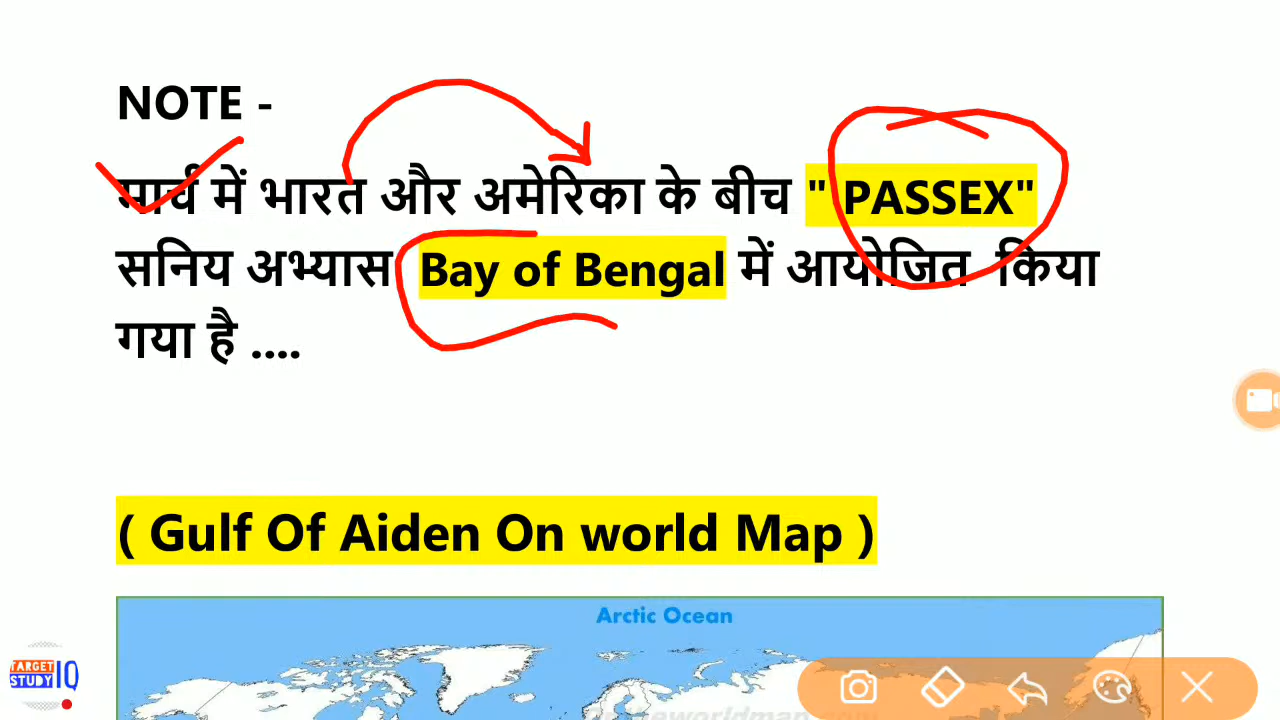 NOTE -
मार्च में भारत और अमेरिका के बीच " PASSEX"
सनिय अभ्यास Bay of Bengal में आयोजित किया
गया है ....
( Gulf Of Aiden On world Map )
Arctic Ocean
TARGET
STUDY IQ